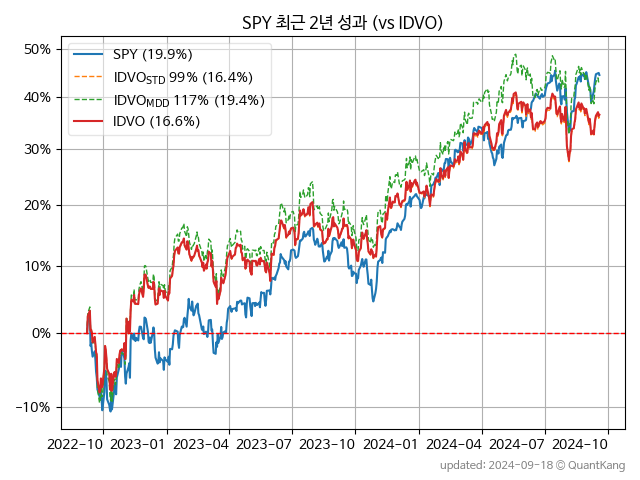 SPY 최근 2년 성과 (vs IDVO)
SPY (19.9%)
IDVO_STD 99% (16.4%)
IDVO_MDD 117% (19.4%)
IDVO (16.6%)
50%
40%
30%
20%
10%
0%
−10%
2022-10 2023-01 2023-04 2023-07 2023-10 2024-01 2024-04 2024-07 2024-10
updated: 2024-09-18 © QuantKang